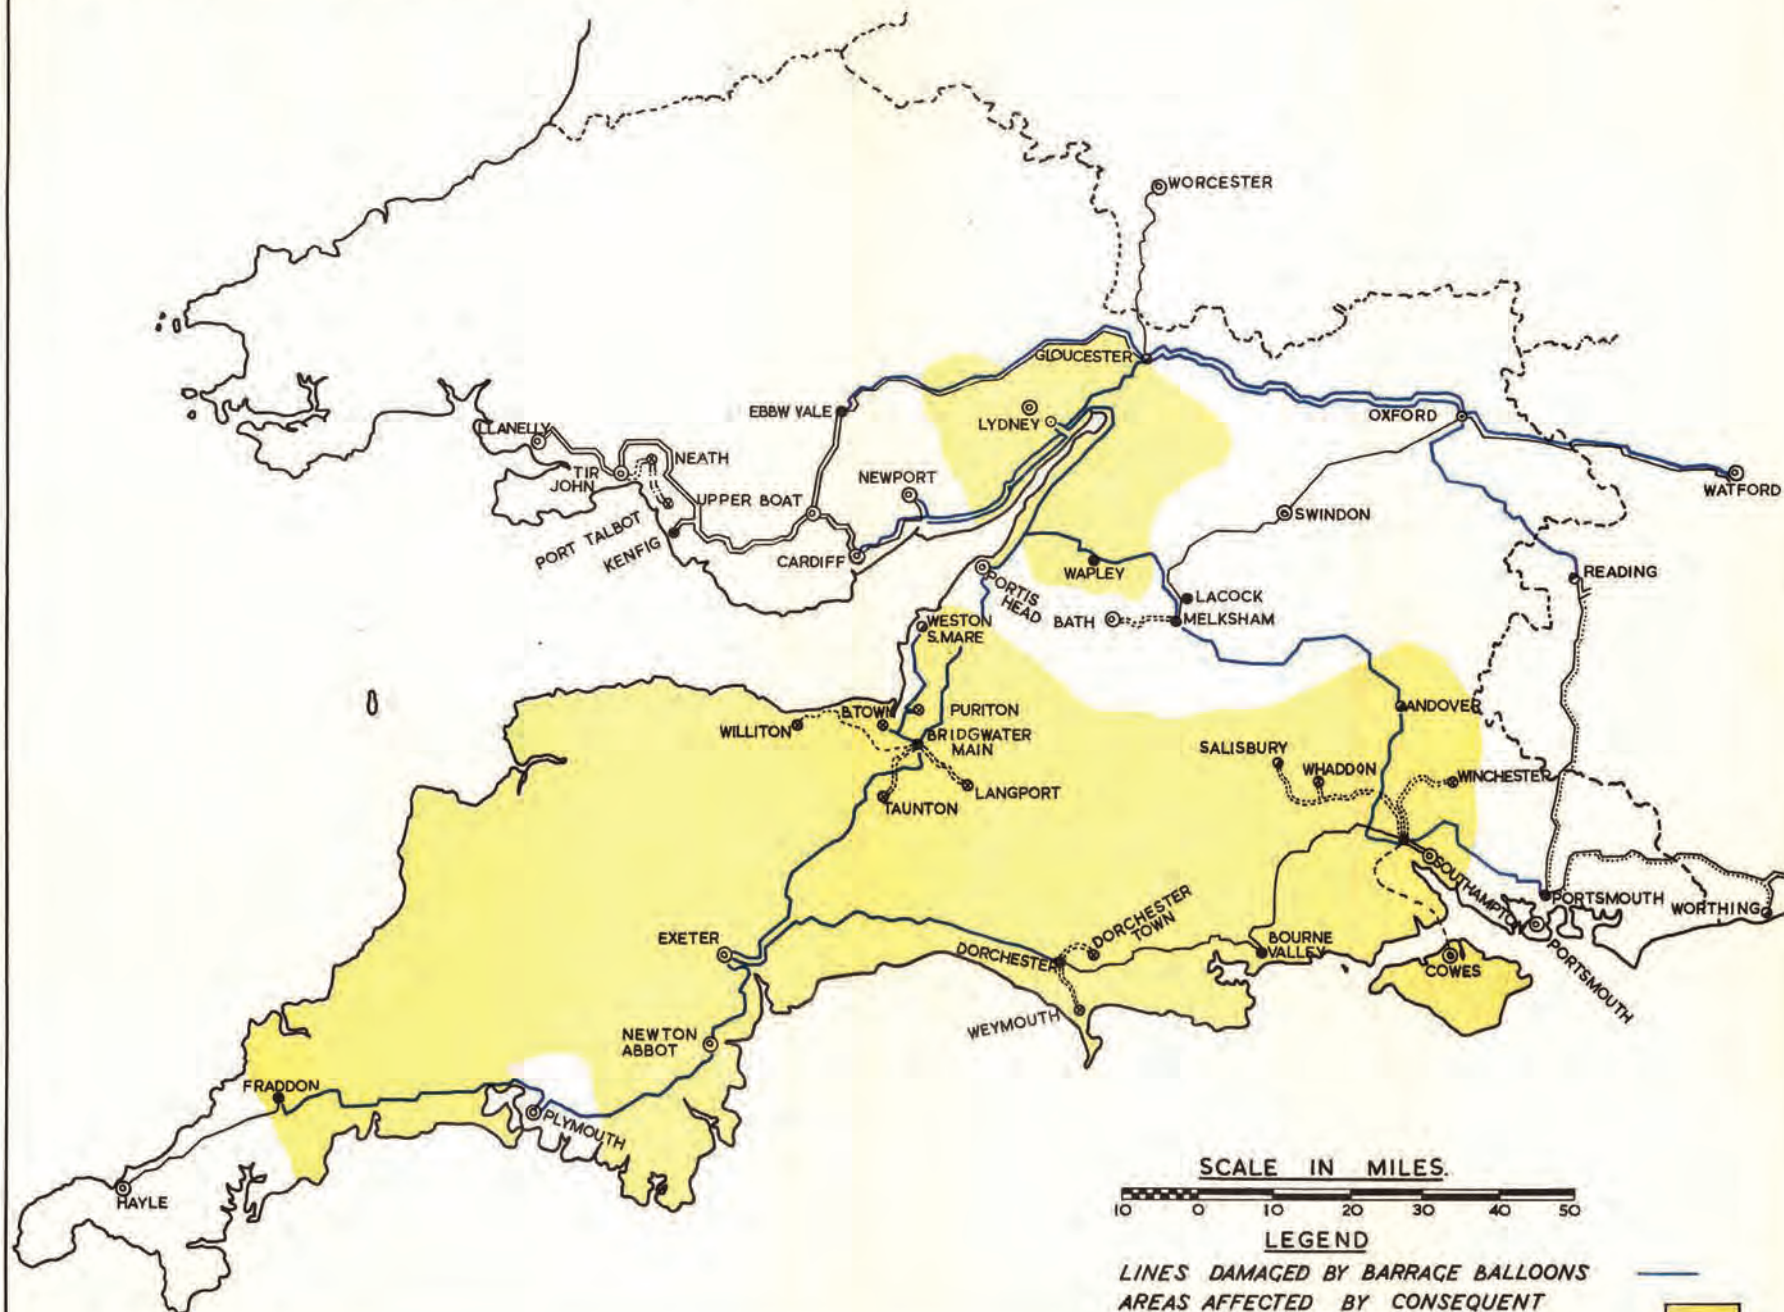 WORCESTER
GLOUCESTER
EBBW VALE
LYDNEY
OXFORD
LLANELLY
NEATH
TIR
JOHN
NEWPORT
WATFORD
UPPER BOAT
SWINDON
PORT TALBOT
KENFIG
CARDIFF
WAPLEY
READING
PORTIS
HEAD
LACOCK
BATH
MELKSHAM
WESTON
S.MARE
WILLITON
B.TOWN
PURITON
ANDOVER
BRIDGWATER
MAIN
SALISBURY
WHADDON
WINCHESTER
TAUNTON
LANGPORT
SOUTHAMPTON
PORTSMOUTH
WORTHING
EXETER
DORCHESTER
TOWN
DORCHESTER
BOURNE
VALLEY
COWES
PORTSMOUTH
WEYMOUTH
NEWTON
ABBOT
FRADDON
PLYMOUTH
HAYLE
SCALE IN MILES.
10 0 10 20 30 40 50
LEGEND
LINES DAMAGED BY BARRAGE BALLOONS
AREAS AFFECTED BY CONSEQUENT